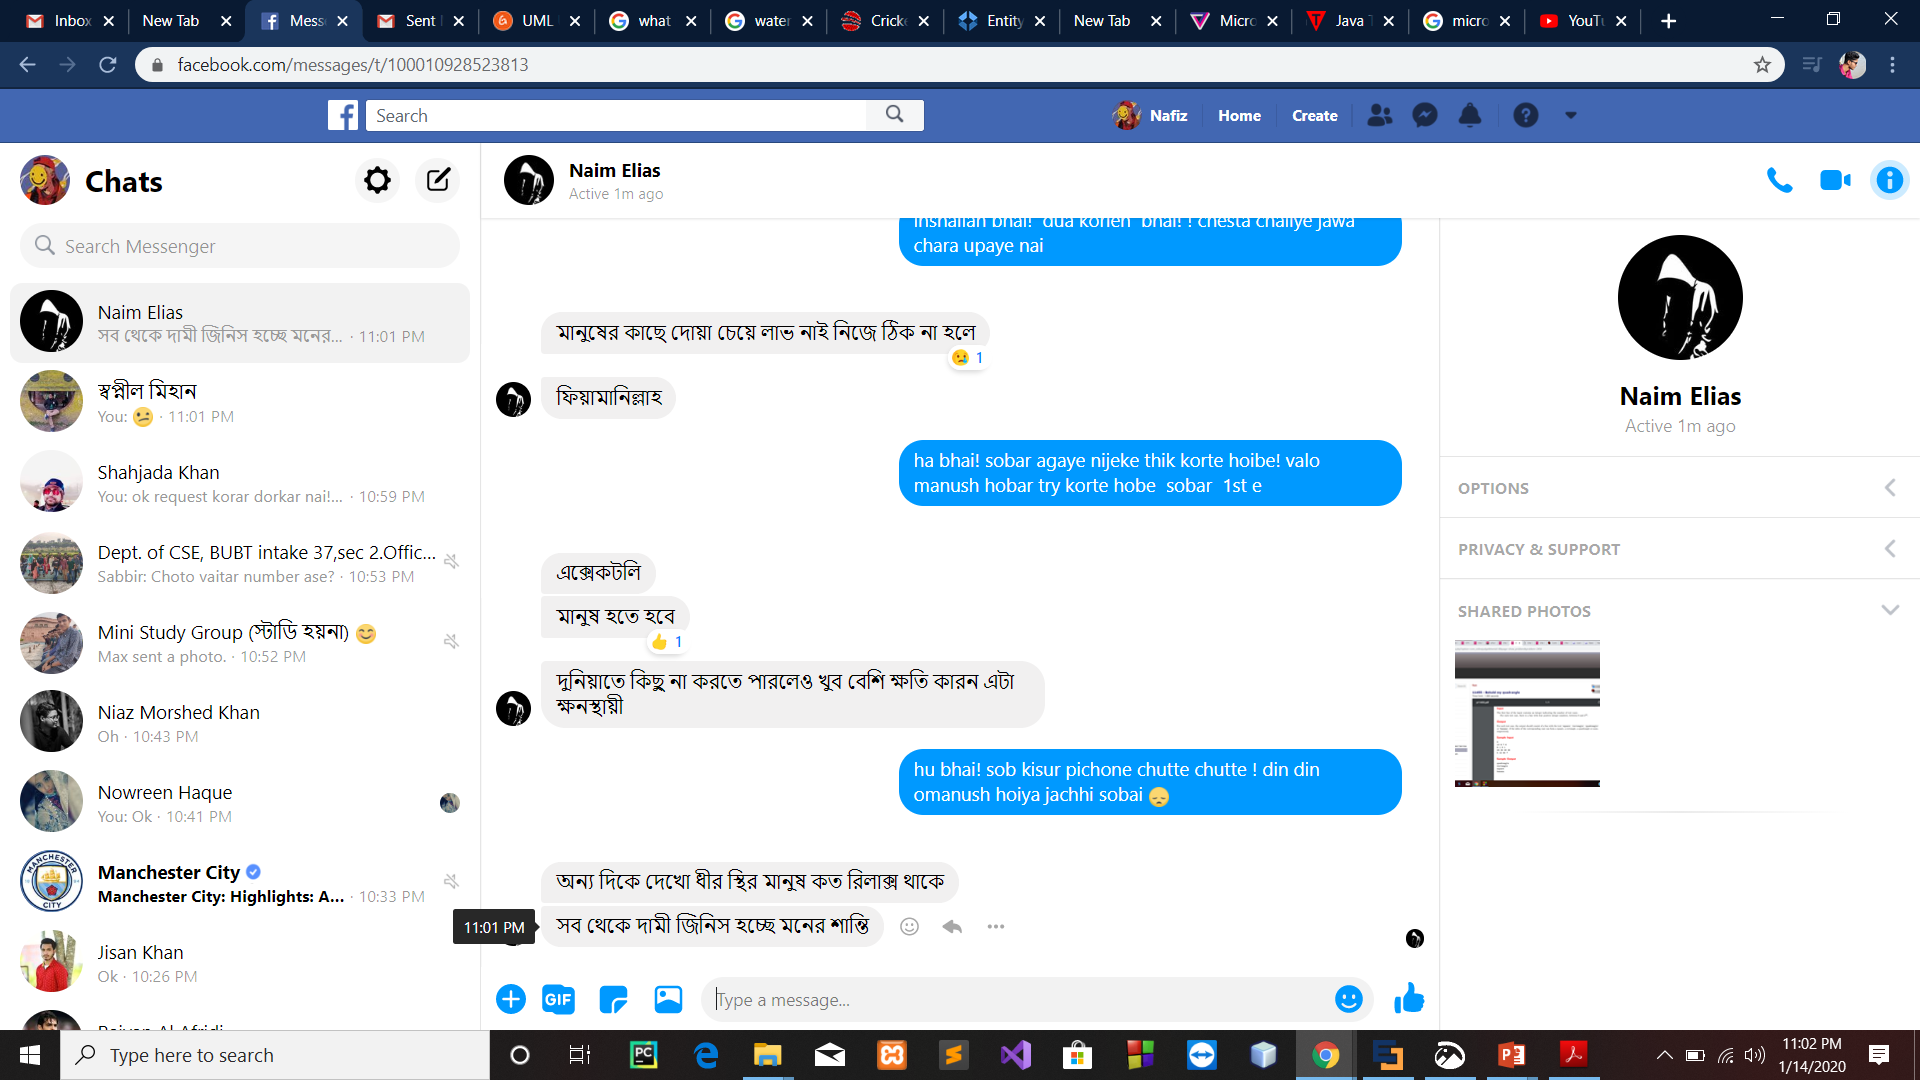 Inbox
New Tab
Mess
Sent
UML
what
water
Cricke
Entity
New Tab
Micro
Java T
micro
YouTu
facebook.com/messages/t/100010928523813
Search
Nafiz
Home
Create
Chats
Search Messenger
Naim Elias
সব থেকে দামী জিনিস হচ্ছে মনের... · 11:01 PM
স্বপ্নীল মিহান
You: 😕 · 11:01 PM
Shahjada Khan
You: ok request korar dorkar nai!... · 10:59 PM
Dept. of CSE, BUBT intake 37,sec 2.Offic...
Sabbir: Choto vaitar number ase? · 10:53 PM
Mini Study Group (স্টাডি হয়না) 😊
Max sent a photo. · 10:52 PM
Niaz Morshed Khan
Oh · 10:43 PM
Nowreen Haque
You: Ok · 10:41 PM
Manchester City
Manchester City: Highlights: A... · 10:33 PM
Jisan Khan
Ok · 10:26 PM
Naim Elias
Active 1m ago
inshallah bhai! dua korien bhai! ! chesta chaliye jawa
chara upaye nai
মানুষের কাছে দোয়া চেয়ে লাভ নাই নিজে ঠিক না হলে
😢 1
ফিয়ামানিল্লাহ
ha bhai! sobar agaye nijeke thik korte hoibe! valo
manush hobar try korte hobe sobar 1st e
এক্সেকটলি
মানুষ হতে হবে
👍 1
দুনিয়াতে কিছু না করতে পারলেও খুব বেশি ক্ষতি কারন এটা
ক্ষনস্থায়ী
hu bhai! sob kisur pichone chutte chutte ! din din
omanush hoiya jachhi sobai 😞
অন্য দিকে দেখো ধীর স্থির মানুষ কত রিলাক্স থাকে
11:01 PM
সব থেকে দামী জিনিস হচ্ছে মনের শান্তি
GIF
Type a message...
Naim Elias
Active 1m ago
OPTIONS
PRIVACY & SUPPORT
SHARED PHOTOS
Type here to search
11:02 PM
1/14/2020